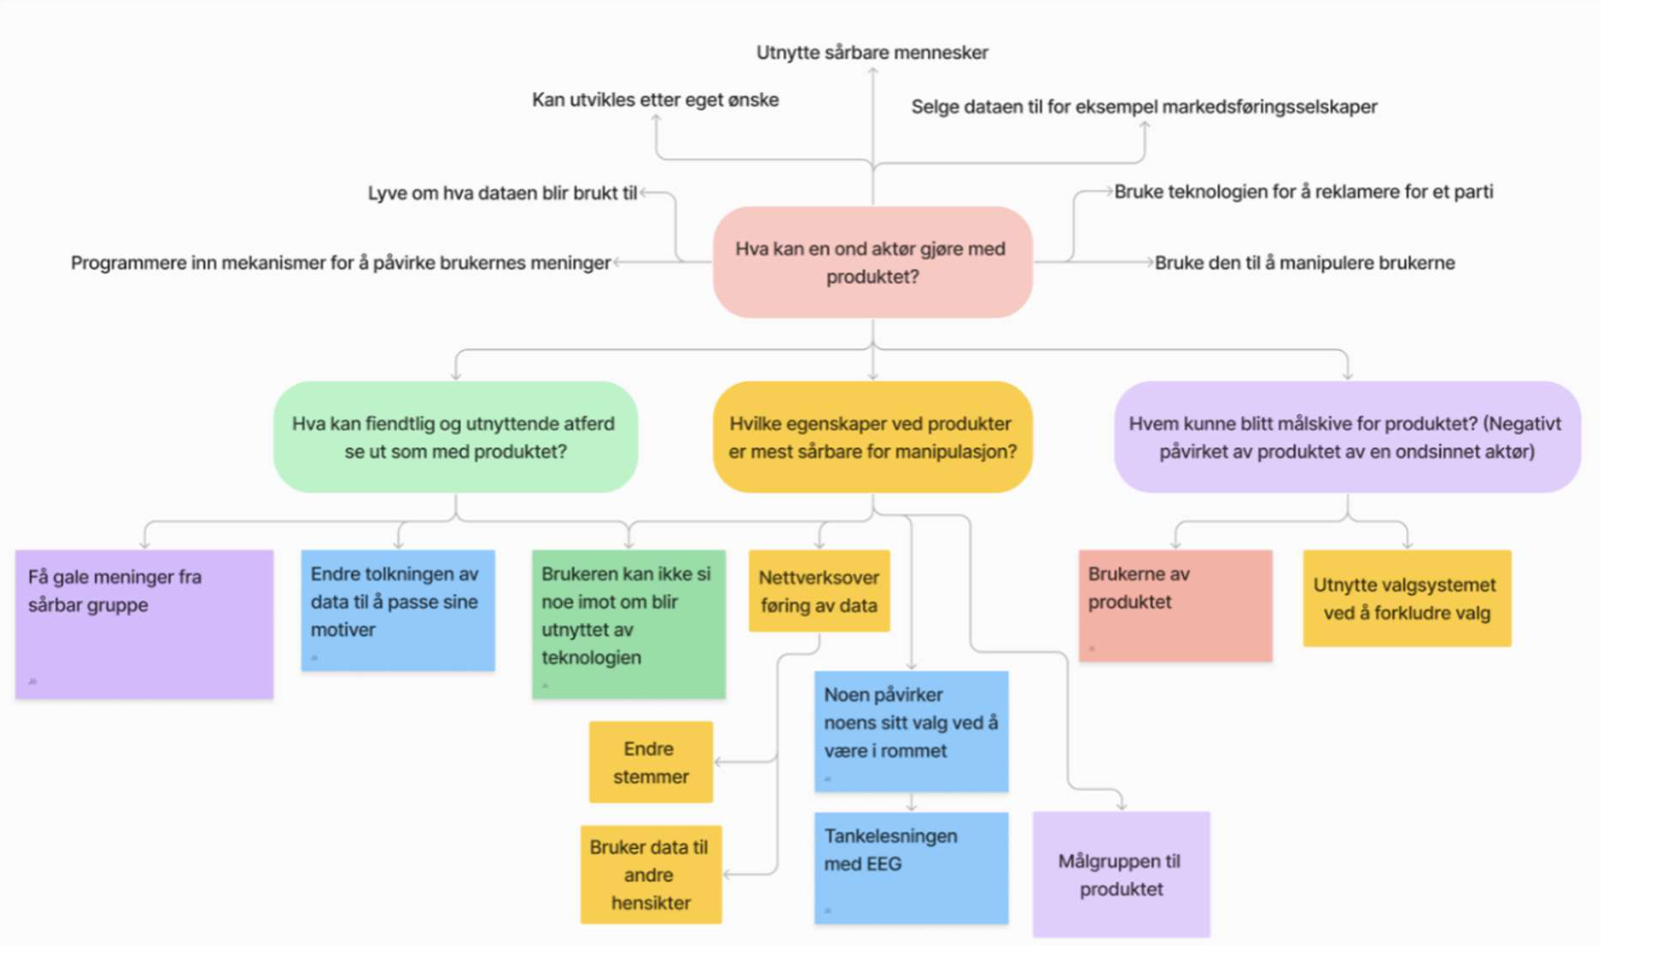 Utnytte sårbare mennesker
Kan utvikles etter eget ønske
Selge dataen til for eksempel markedsføringsselskaper
Lyve om hva dataen blir brukt til
Bruke teknologien for å reklamere for et parti
Hva kan en ond aktør gjøre med
produktet?
Programmere inn mekanismer for å påvirke brukernes meninger
Bruke den til å manipulere brukerne
Hva kan fiendtlig og utnyttende atferd
se ut som med produktet?
Hvilke egenskaper ved produkter
er mest sårbare for manipulasjon?
Hvem kunne blitt målskive for produktet? (Negativt
påvirket av produktet av en ondsinnet aktør)
Få gale meninger fra
sårbar gruppe
Endre tolkningen av
data til å passe sine
motiver
Brukeren kan ikke si
noe imot om blir
utnyttet av
teknologien
Nettverksover
føring av data
Brukerne av
produktet
Utnytte valgsystemet
ved å forkludre valg
Noen påvirker
noens sitt valg ved å
være i rommet
Endre
stemmer
Bruker data til
andre
hensikter
Tankelesningen
med EEG
Målgruppen til
produktet